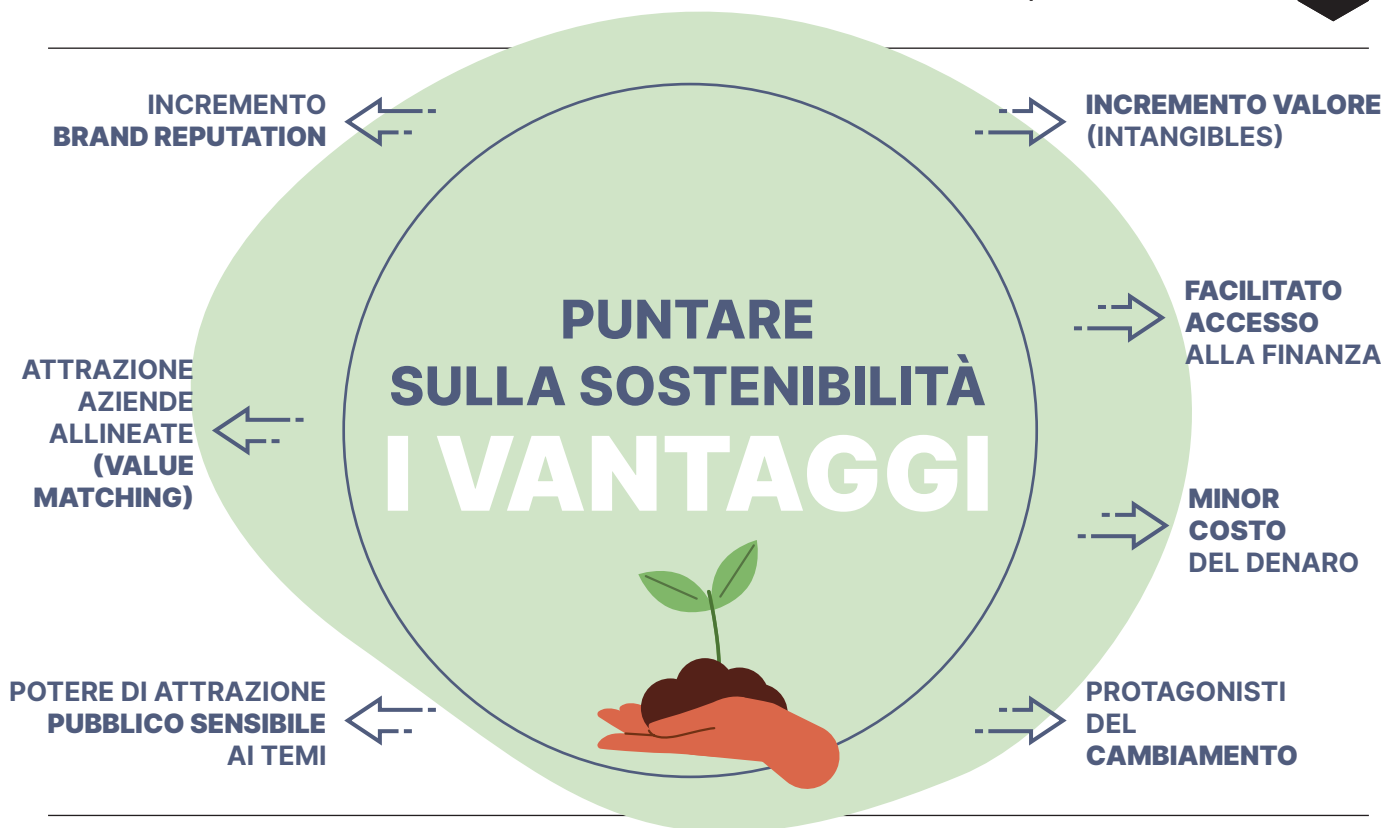 INCREMENTO
BRAND REPUTATION
INCREMENTO VALORE
(INTANGIBLES)
FACILITATO
ACCESSO
ALLA FINANZA
PUNTARE
SULLA SOSTENIBILITÀ
I VANTAGGI
ATTRAZIONE
AZIENDE
ALLINEATE
(VALUE
MATCHING)
MINOR
COSTO
DEL DENARO
POTERE DI ATTRAZIONE
PUBBLICO SENSIBILE
AI TEMI
PROTAGONISTI
DEL
CAMBIAMENTO